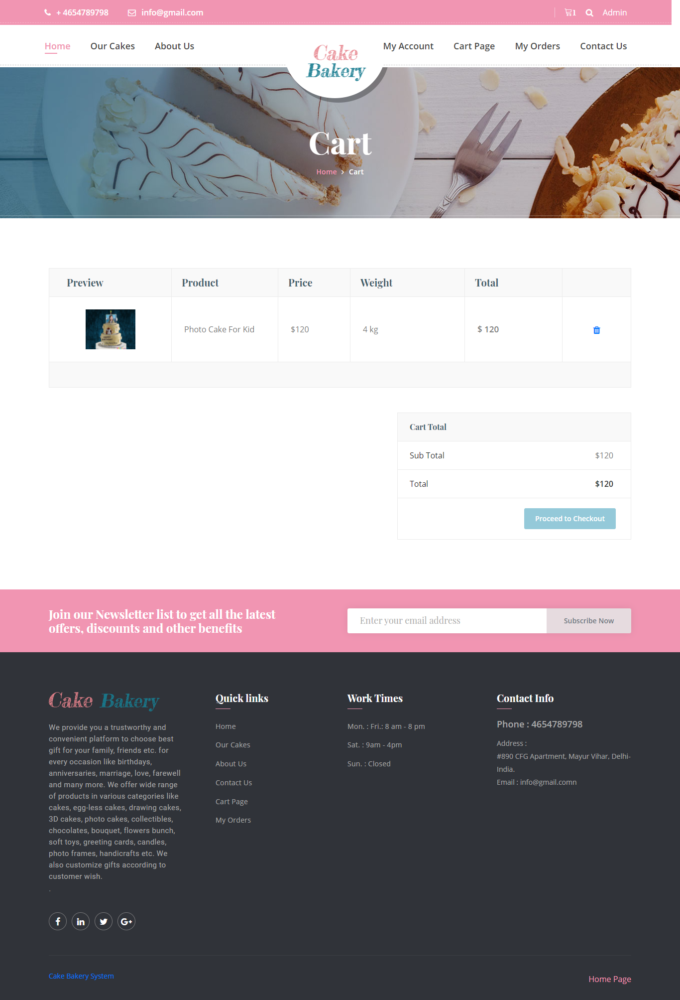 + 4654789798 info@gmail.com 1 Admin
Home Our Cakes About Us My Account Cart Page My Orders Contact Us
Cake
Bakery
Cart
Home > Cart
Preview Product Price Weight Total
Photo Cake For Kid $120 4 kg $ 120
Cart Total
Sub Total $120
Total $120
Proceed to Checkout
Join our Newsletter list to get all the latest
offers, discounts and other benefits
Enter your email address Subscribe Now
Cake Bakery
We provide you a trustworthy and
convenient platform to choose best
gift for your family, friends etc. for
every occasion like birthdays,
anniversaries, marriage, love, farewell
and many more. We offer wide range
of products in various categories like
cakes, egg-less cakes, drawing cakes,
3D cakes, photo cakes, collectibles,
chocolates, bouquet, flowers bunch,
soft toys, greeting cards, candles,
photo frames, handicrafts etc. We
also customize gifts according to
customer wish.
.
Quick links
Home
Our Cakes
About Us
Contact Us
Cart Page
My Orders
Work Times
Mon. : Fri.: 8 am - 8 pm
Sat. : 9am - 4pm
Sun. : Closed
Contact Info
Phone : 4654789798
Address :
#890 CFG Apartment, Mayur Vihar, Delhi-
India.
Email : info@gmail.comn
Cake Bakery System
Home Page